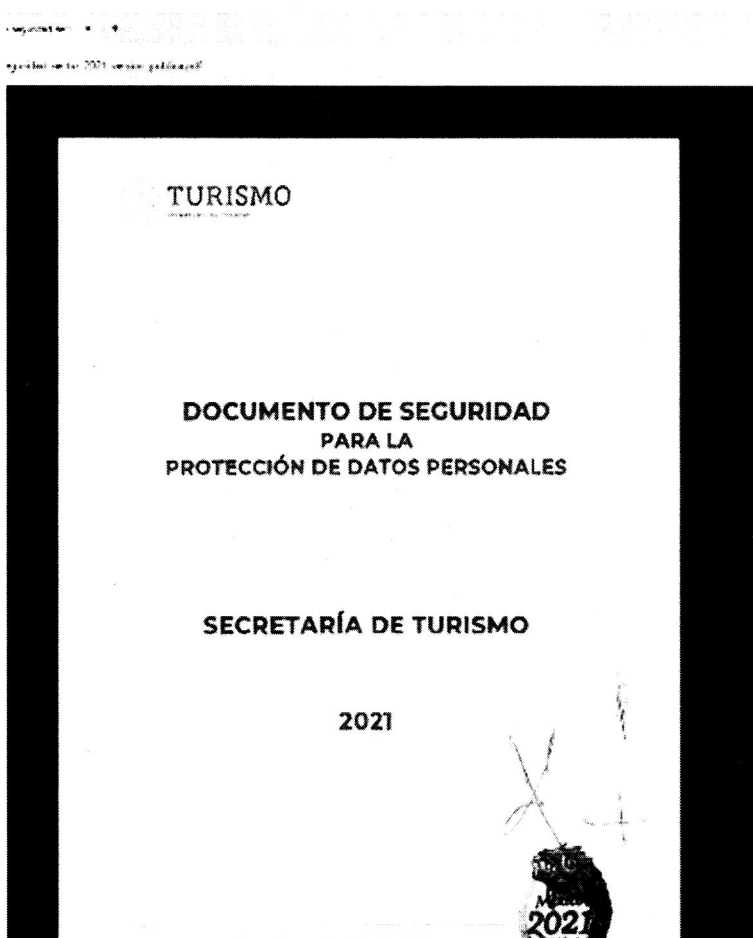 TURISMO
DOCUMENTO DE SEGURIDAD
PARA LA
PROTECCIÓN DE DATOS PERSONALES
SECRETARÍA DE TURISMO
2021
2021